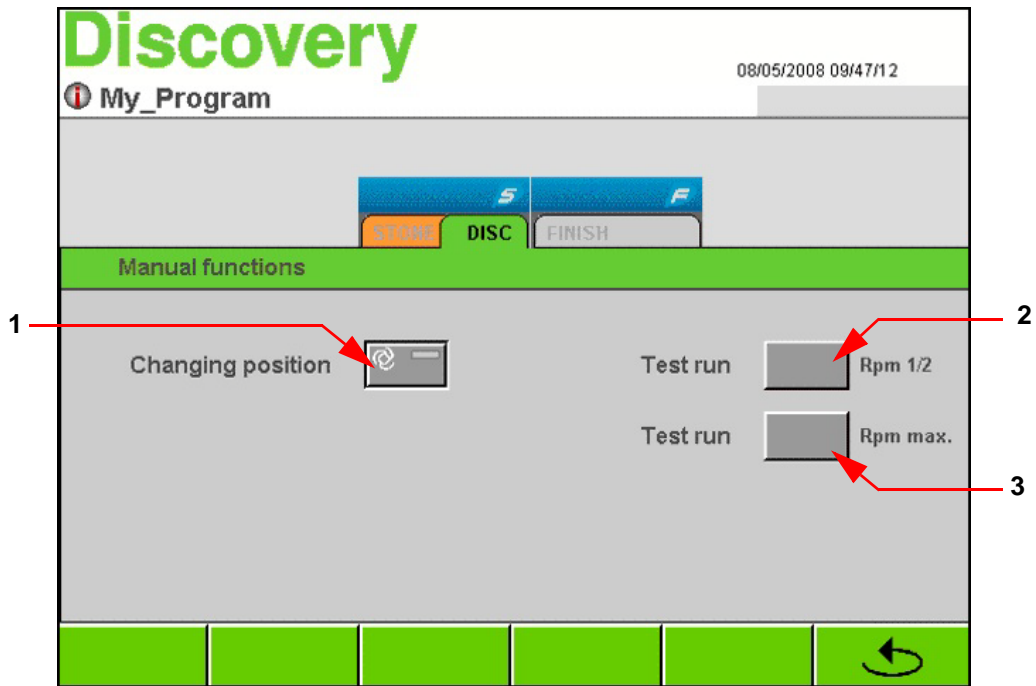 Discovery
08/05/2008 09/47/12
My_Program
S
F
STONE DISC FINISH
Manual functions
1
2
Changing position
Test run
Rpm 1/2
Test run
Rpm max.
3